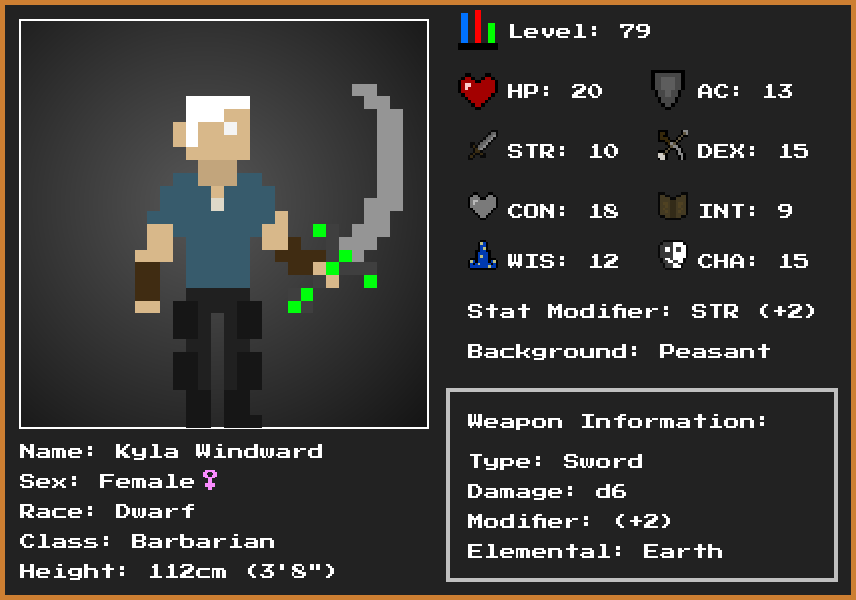 Level: 79
HP: 20
AC: 13
STR: 10
DEX: 15
CON: 18
INT: 9
WIS: 12
CHA: 15
Stat Modifier: STR (+2)
Background: Peasant
Weapon Information:
Type: Sword
Damage: d6
Modifier: (+2)
Elemental: Earth
Name: Kyla Windward
Sex: Female♀
Race: Dwarf
Class: Barbarian
Height: 112cm (3'8")